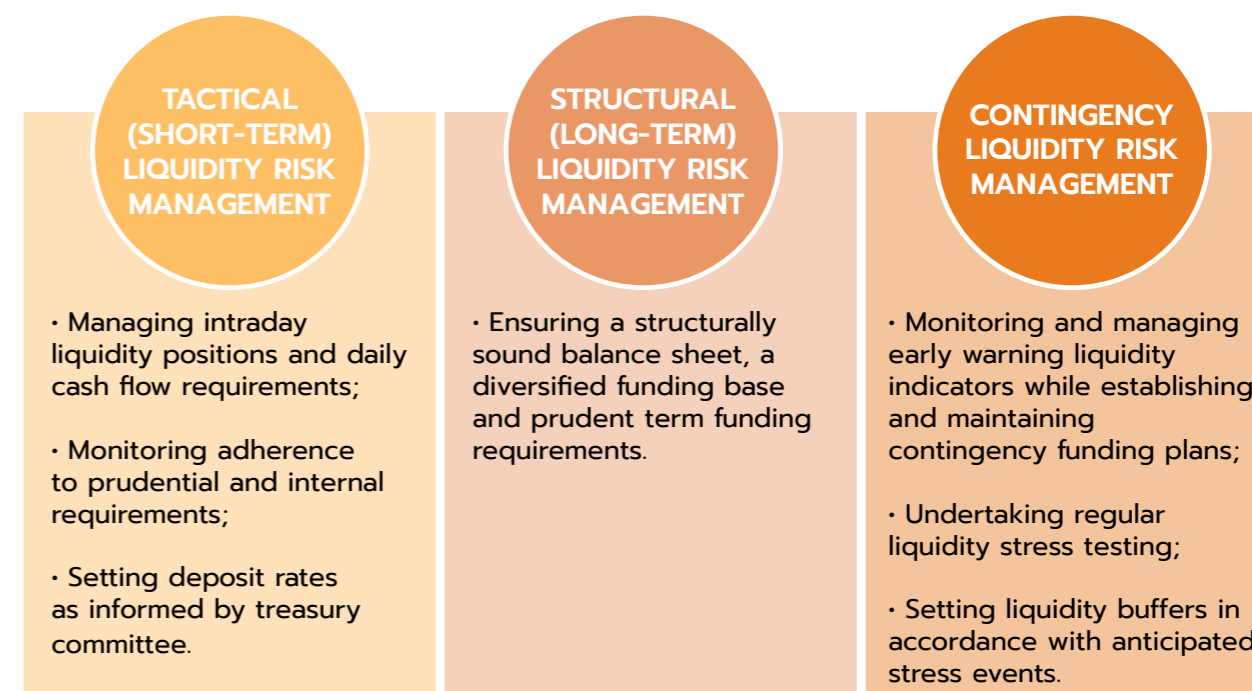 TACTICAL
(SHORT-TERM)
LIQUIDITY RISK
MANAGEMENT
• Managing intraday
liquidity positions and daily
cash flow requirements;
• Monitoring adherence
to prudential and internal
requirements;
• Setting deposit rates
as informed by treasury
committee.
STRUCTURAL
(LONG-TERM)
LIQUIDITY RISK
MANAGEMENT
• Ensuring a structurally
sound balance sheet, a
diversified funding base
and prudent term funding
requirements.
CONTINGENCY
LIQUIDITY RISK
MANAGEMENT
• Monitoring and managing
early warning liquidity
indicators while establishing
and maintaining
contingency funding plans;
• Undertaking regular
liquidity stress testing;
• Setting liquidity buffers in
accordance with anticipated
stress events.